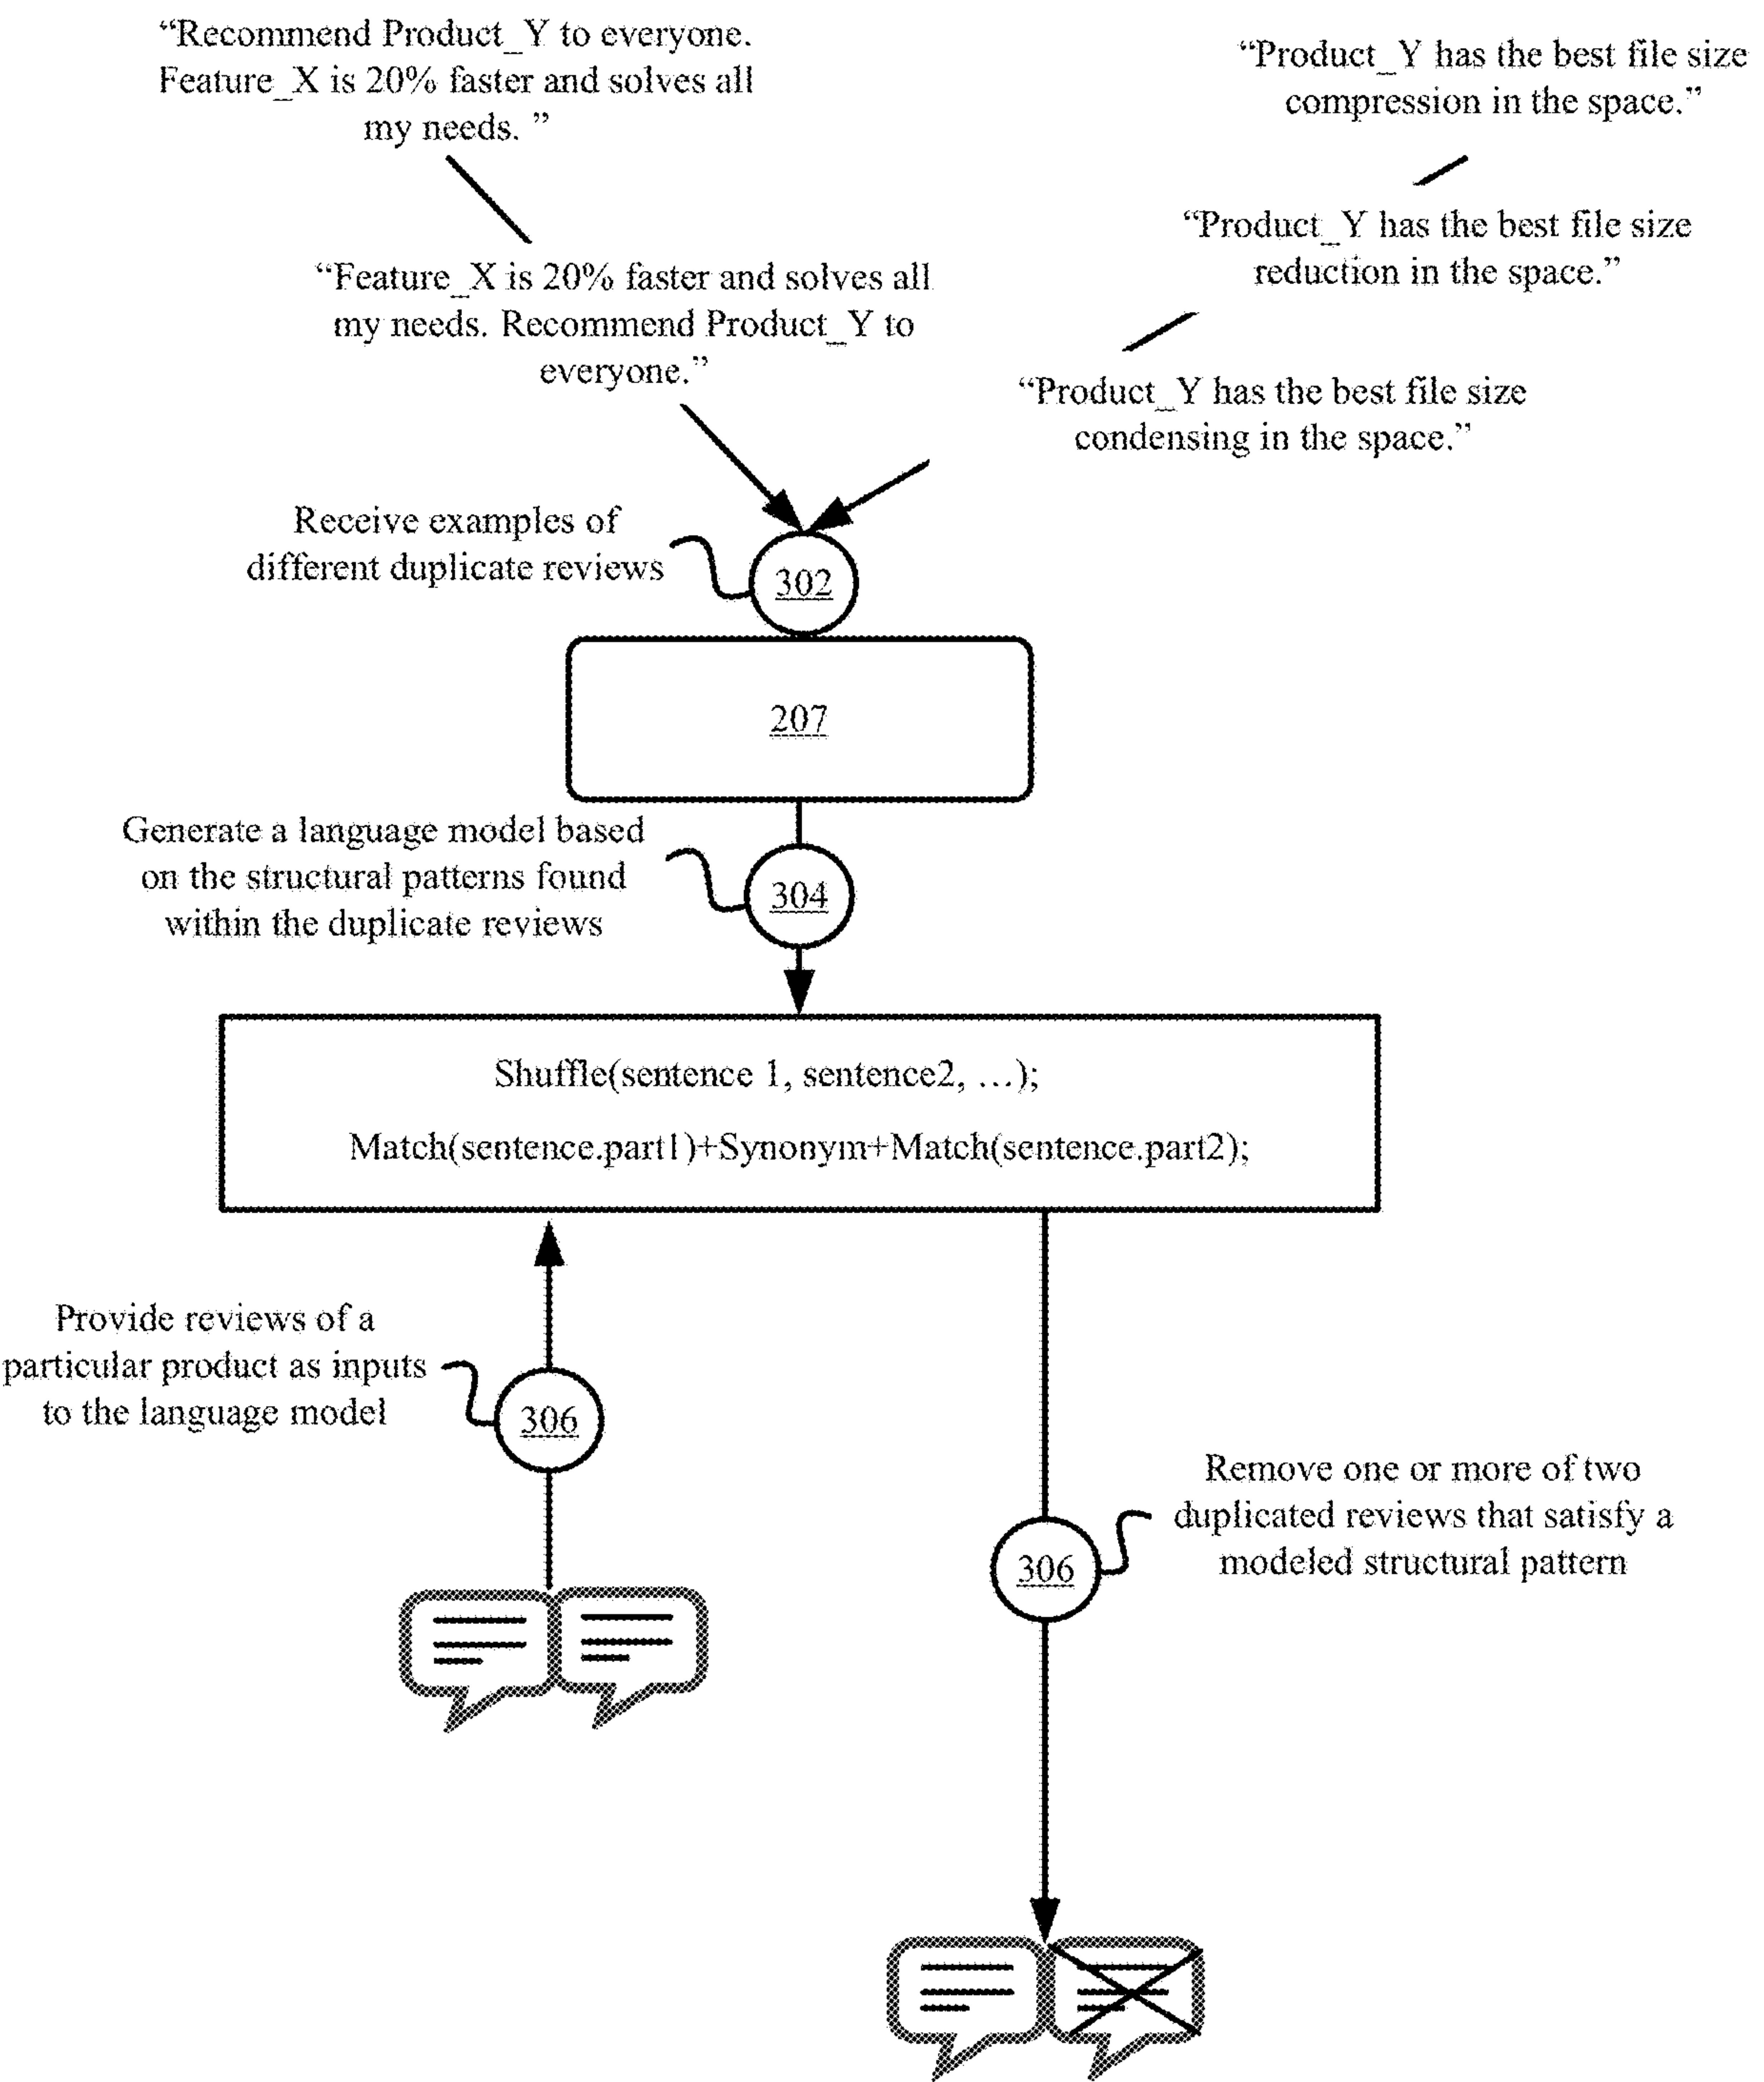 “Recommend Product_Y to everyone.
Feature_X is 20% faster and solves all
my needs. ”
“Product_Y has the best file size
compression in the space.”
“Product_Y has the best file size
reduction in the space.”
“Feature_X is 20% faster and solves all
my needs. Recommend Product_Y to
everyone.”
“Product_Y has the best file size
condensing in the space.”
Receive examples of
different duplicate reviews
302
207
Generate a language model based
on the structural patterns found
within the duplicate reviews
304
Shuffle(sentence 1, sentence2, …);
Match(sentence.part1)+Synonym+Match(sentence.part2);
Provide reviews of a
particular product as inputs
to the language model
306
Remove one or more of two
duplicated reviews that satisfy a
modeled structural pattern
306